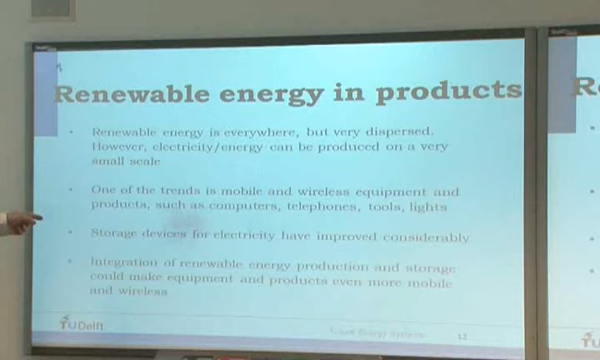 Renewable energy in products
• Renewable energy is everywhere, but very dispersed.
However, electricity/energy can be produced on a very
small scale
• One of the trends is mobile and wireless equipment and
products, such as computers, telephones, tools, lights
• Storage devices for electricity have improved considerably
• Integration of renewable energy production and storage
could make equipment and products even more mobile
and wireless
TU Delft
Future Energy Systems
12
R
TU